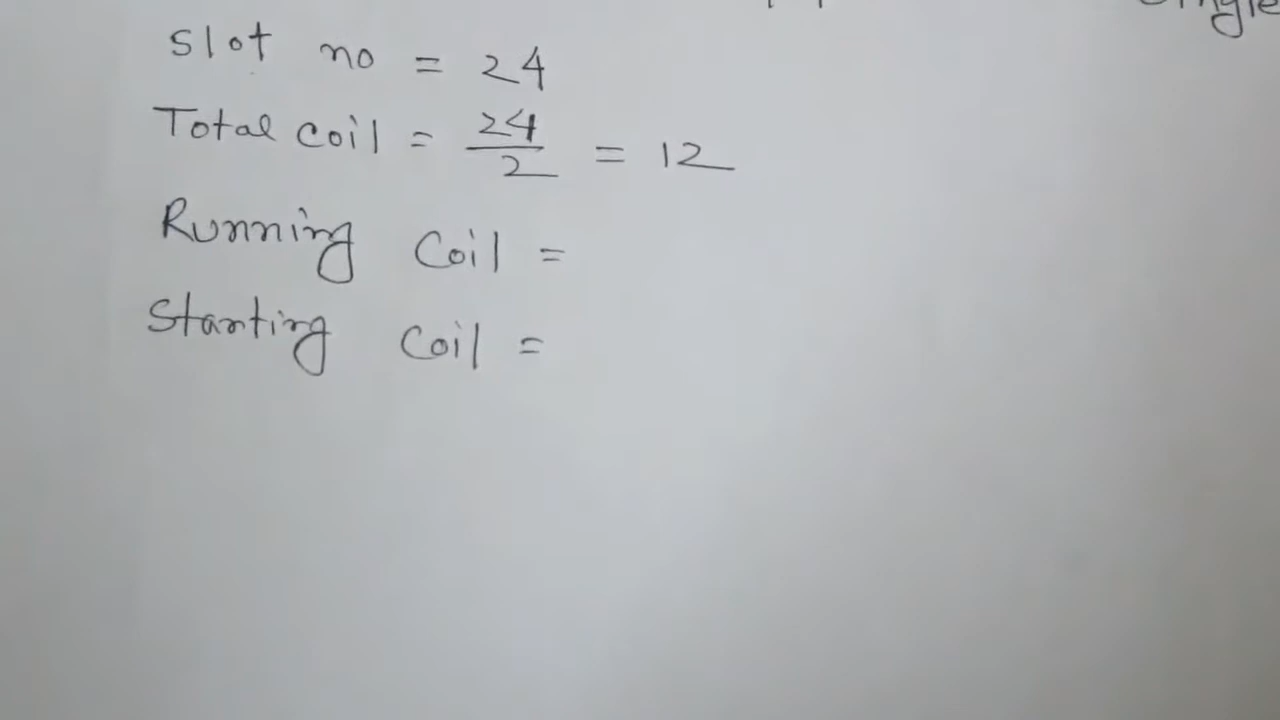 Slot no = 24
Total coil = 24/2 = 12
Running Coil =
Starting Coil =